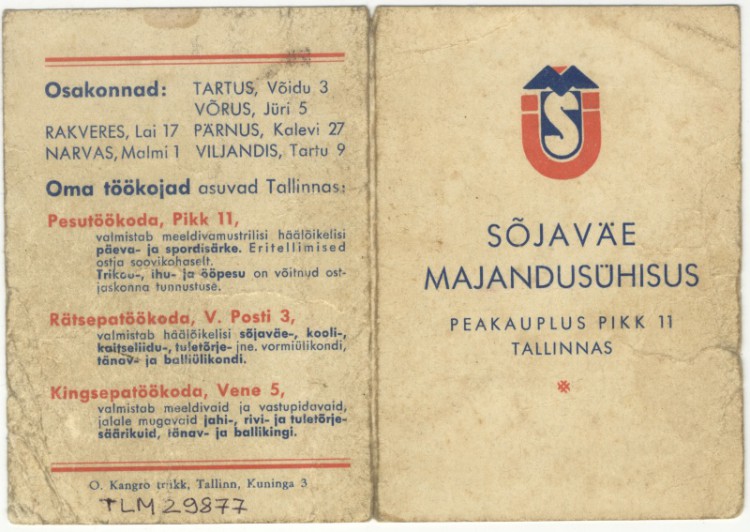 Osakonnad: TARTUS, Võidu 3
VÕRUS, Jüri 5
RAKVERES, Lai 17 PÄRNUS, Kalevi 27
NARVAS, Malmi 1 VILJANDIS, Tartu 9
Oma töökojad asuvad Tallinnas:
Pesutöökoda, Pikk 11,
valmistab meeldivamustrilisi häälõikelisi
päeva- ja spordisärke. Eritellimised
ostja soovikohaselt.
Trikoo-, ihu- ja ööpesu on võitnud ost-
jaskonna tunnustuse.
Rätsepatöökoda, V. Posti 3,
valmistab häälõikelisi sõjaväe-, kooli-,
kaitseliidu-, tuletõrje- jne. vormiülikondi,
tänav- ja balliülikondi.
Kingsepatöökoda, Vene 5,
valmistab meeldivaid ja vastupidavaid,
jalale mugavaid jahi-, rivi- ja tuletõrje-
säärikuid, tänav- ja ballikingi.
O. Kangro trükk, Tallinn, Kuninga 3
TLM 29877
MÜS
SÕJAVÄE
MAJANDUSÜHISUS
PEAKAUPLUS PIKK 11
TALLINNAS